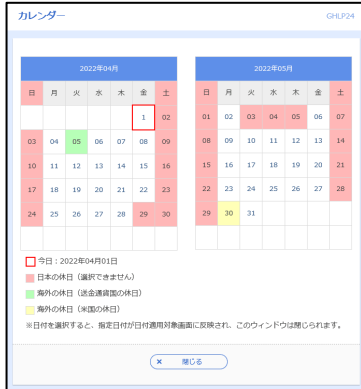 カレンダー
GHLP24
2022年04月
日 月 火 水 木 金 土
1 02
03 04 05 06 07 08 09
10 11 12 13 14 15 16
17 18 19 20 21 22 23
24 25 26 27 28 29 30
2022年05月
日 月 火 水 木 金 土
01 02 03 04 05 06 07
08 09 10 11 12 13 14
15 16 17 18 19 20 21
22 23 24 25 26 27 28
29 30 31
今日：2022年04月01日
日本の休日（選択できません）
海外の休日（送金通貨国の休日）
海外の休日（米国の休日）
※日付を選択すると、指定日付が日付適用対象画面に反映され、このウィンドウは閉じられます。
× 閉じる